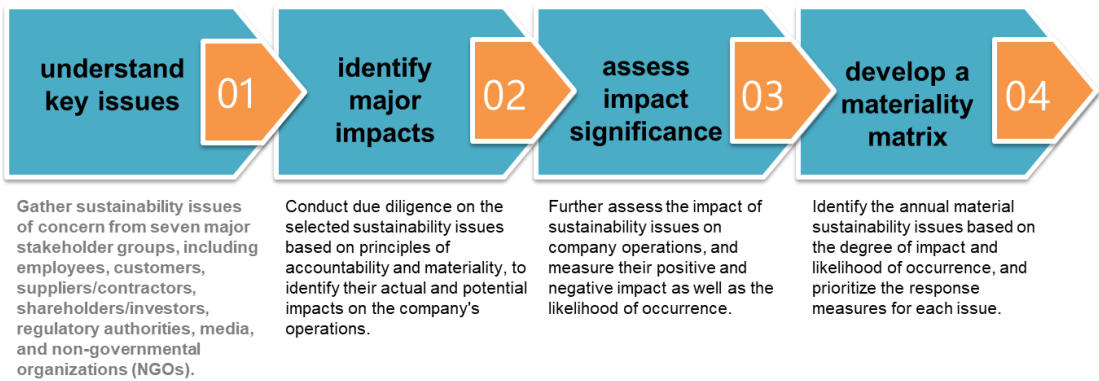 understand
key issues
01
identify
major
impacts
02
assess
impact
significance
03
develop a
materiality
matrix
04
Gather sustainability issues
of concern from seven major
stakeholder groups, including
employees, customers,
suppliers/contractors,
shareholders/investors,
regulatory authorities, media,
and non-governmental
organizations (NGOs).
Conduct due diligence on the
selected sustainability issues
based on principles of
accountability and materiality, to
identify their actual and potential
impacts on the company's
operations.
Further assess the impact of
sustainability issues on
company operations, and
measure their positive and
negative impact as well as the
likelihood of occurrence.
Identify the annual material
sustainability issues based on
the degree of impact and
likelihood of occurrence, and
prioritize the response
measures for each issue.